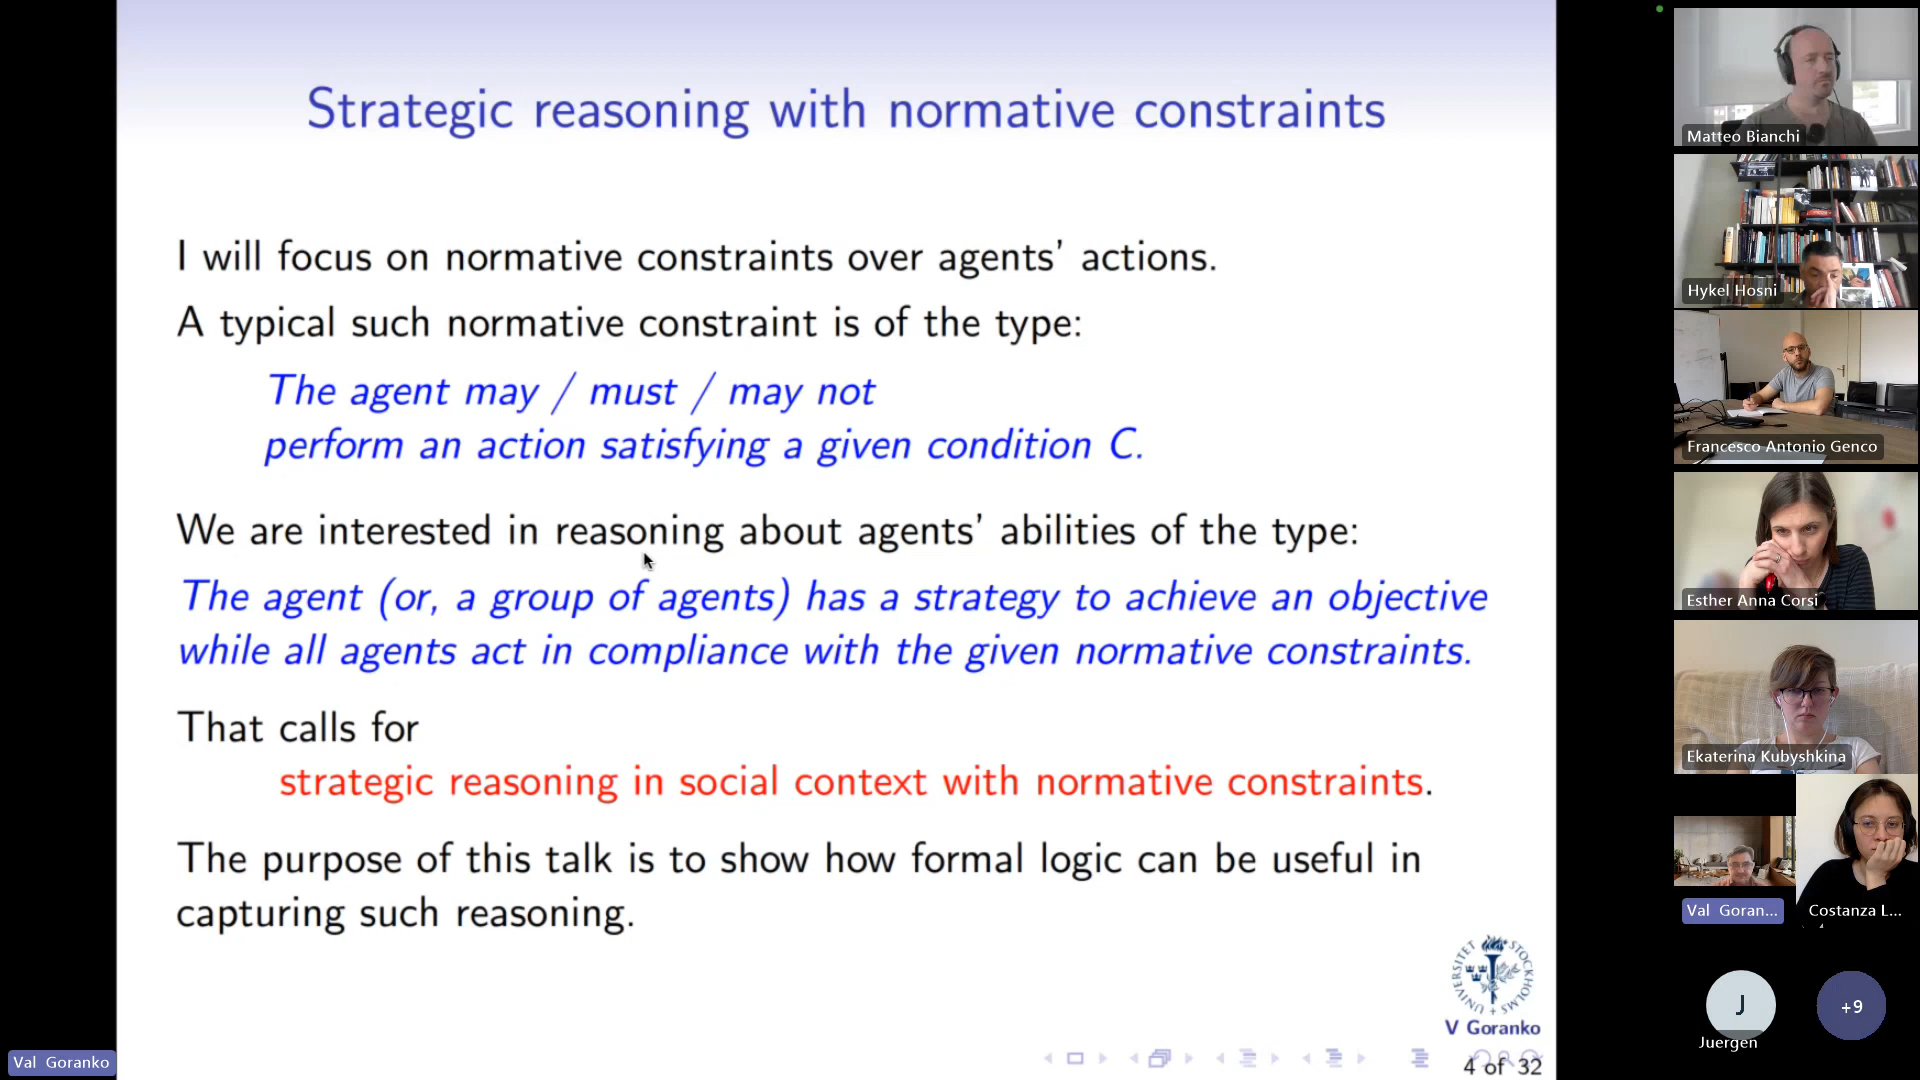 Strategic reasoning with normative constraints
I will focus on normative constraints over agents' actions.
A typical such normative constraint is of the type:
The agent may / must / may not
perform an action satisfying a given condition C.
We are interested in reasoning about agents' abilities of the type:
The agent (or, a group of agents) has a strategy to achieve an objective
while all agents act in compliance with the given normative constraints.
That calls for
strategic reasoning in social context with normative constraints.
The purpose of this talk is to show how formal logic can be useful in
capturing such reasoning.
UNIVERSITET STOCKHOLMS
V Goranko
4 of 32
Val Goranko
Matteo Bianchi
Hykel Hosni
Francesco Antonio Genco
Esther Anna Corsi
Ekaterina Kubyshkina
Val Goran...
Costanza L...
J
Juergen
+9